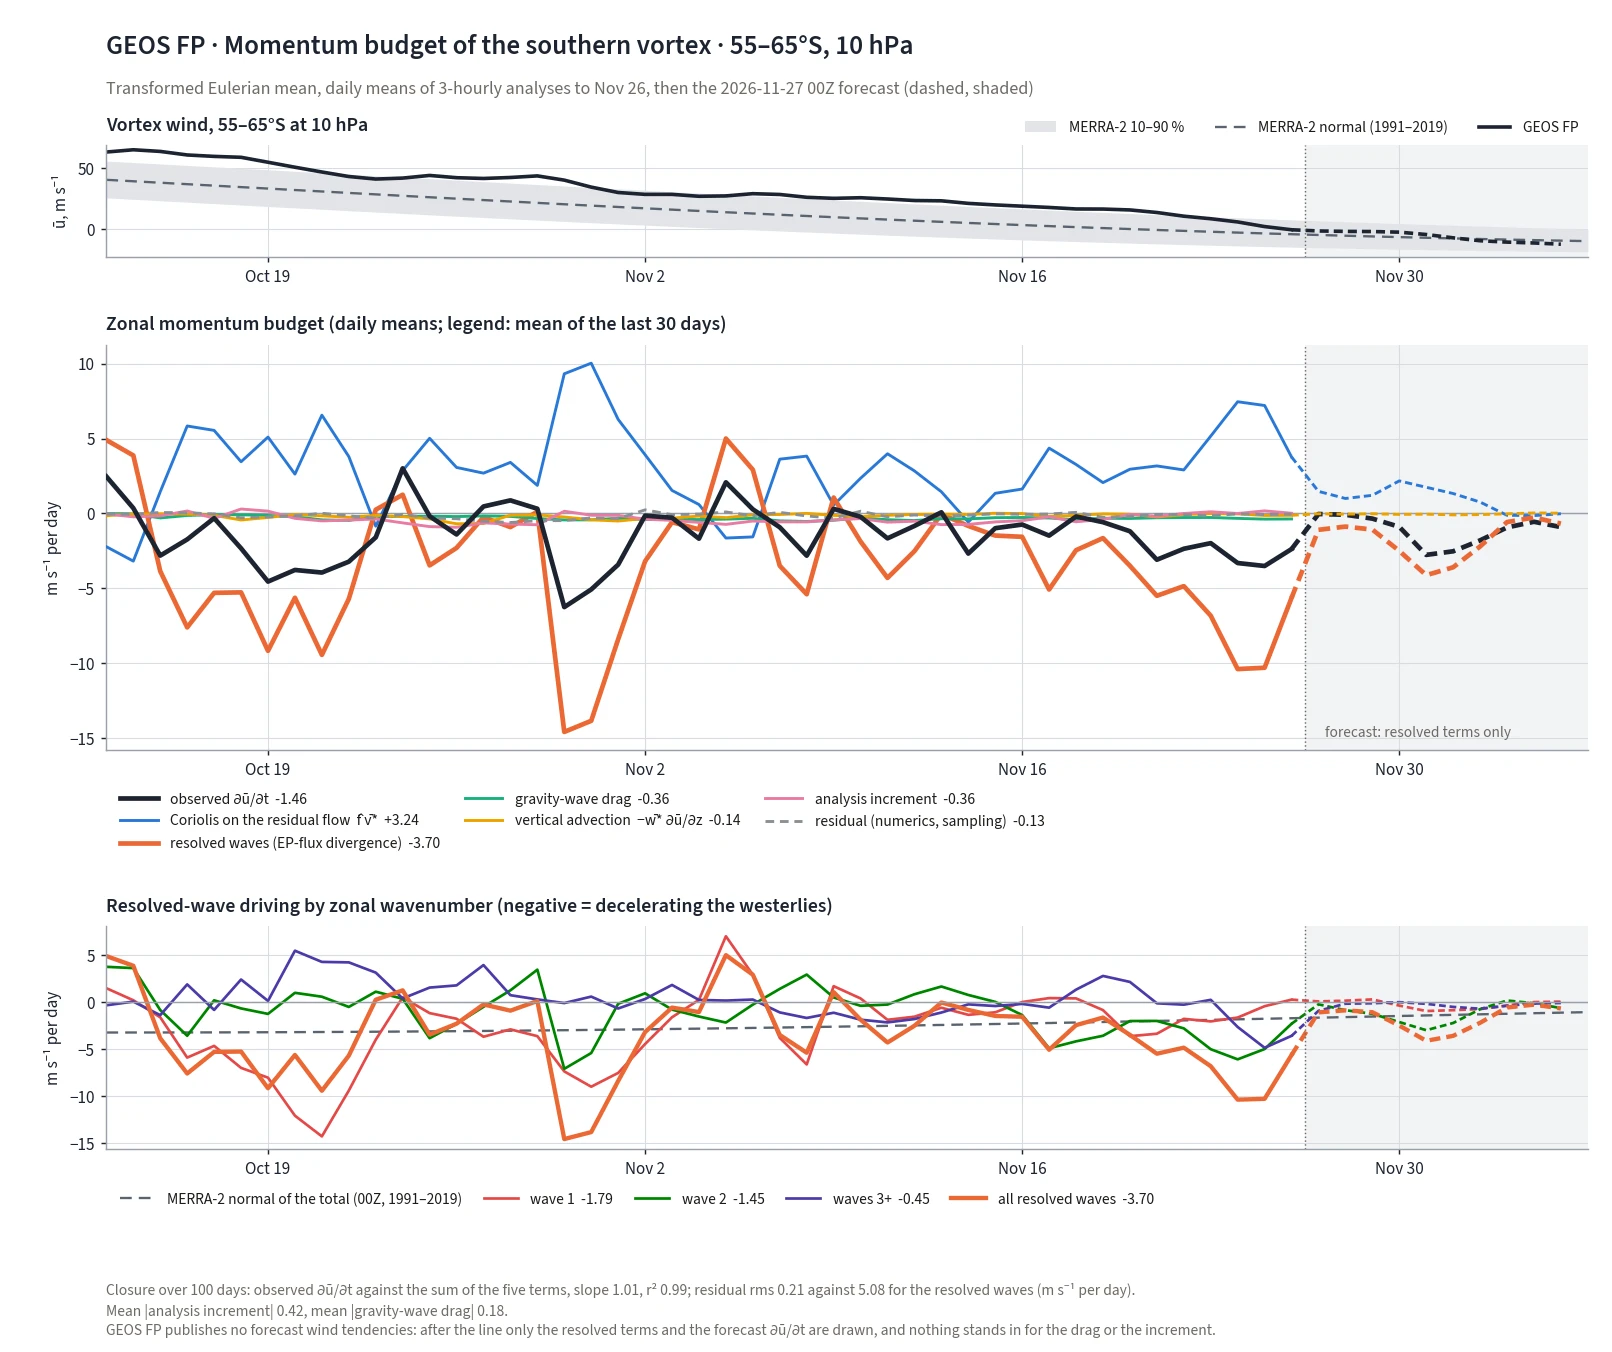 GEOS FP · Momentum budget of the southern vortex · 55–65°S, 10 hPa
Transformed Eulerian mean, daily means of 3-hourly analyses to Nov 26, then the 2026-11-27 00Z forecast (dashed, shaded)
Vortex wind, 55–65°S at 10 hPa
MERRA-2 10–90 %
MERRA-2 normal (1991–2019)
GEOS FP
ū, m s⁻¹
50
0
Oct 19
Nov 2
Nov 16
Nov 30
Zonal momentum budget (daily means; legend: mean of the last 30 days)
m s⁻¹ per day
10
5
0
−5
−10
−15
forecast: resolved terms only
Oct 19
Nov 2
Nov 16
Nov 30
observed ∂ū/∂t -1.46
Coriolis on the residual flow f v̄* +3.24
resolved waves (EP-flux divergence) -3.70
gravity-wave drag -0.36
vertical advection −w̄* ∂ū/∂z -0.14
analysis increment -0.36
residual (numerics, sampling) -0.13
Resolved-wave driving by zonal wavenumber (negative = decelerating the westerlies)
m s⁻¹ per day
5
0
−5
−10
−15
Oct 19
Nov 2
Nov 16
Nov 30
MERRA-2 normal of the total (00Z, 1991–2019)
wave 1 -1.79
wave 2 -1.45
waves 3+ -0.45
all resolved waves -3.70
Closure over 100 days: observed ∂ū/∂t against the sum of the five terms, slope 1.01, r² 0.99; residual rms 0.21 against 5.08 for the resolved waves (m s⁻¹ per day).
Mean |analysis increment| 0.42, mean |gravity-wave drag| 0.18.
GEOS FP publishes no forecast wind tendencies: after the line only the resolved terms and the forecast ∂ū/∂t are drawn, and nothing stands in for the drag or the increment.